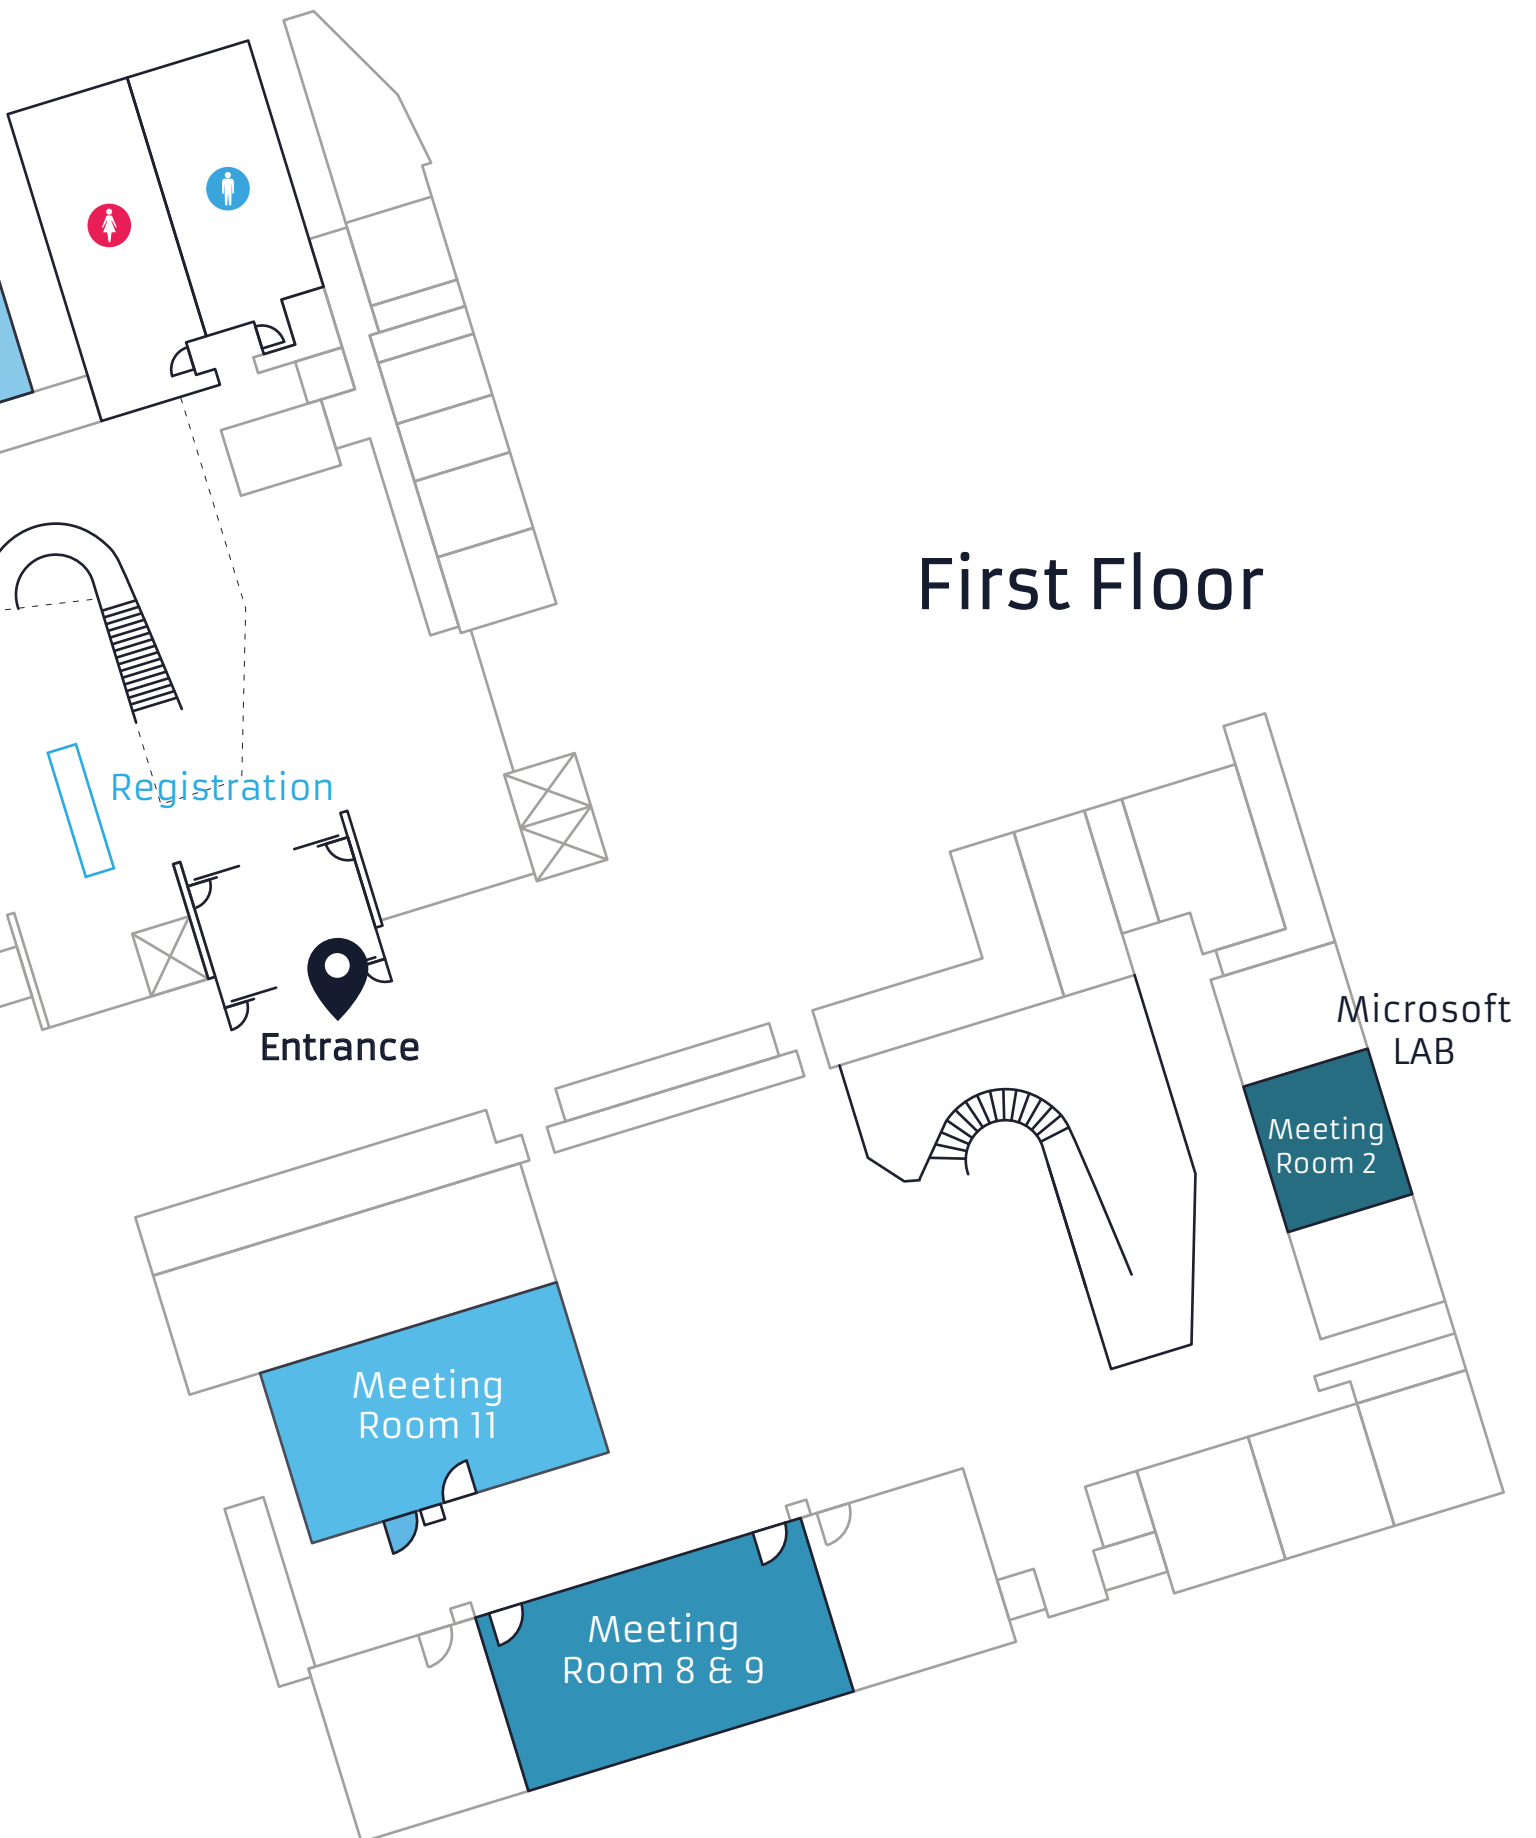 First Floor
Registration
Entrance
Microsoft
LAB
Meeting
Room 2
Meeting
Room 11
Meeting
Room 8 & 9